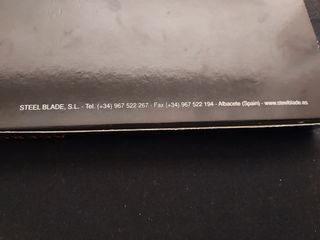 STEEL BLADE, S.L. - Tel. (+34) 967 522 267 - Fax (+34) 967 522 194 - Albacete (Spain) - www.steelblade.es